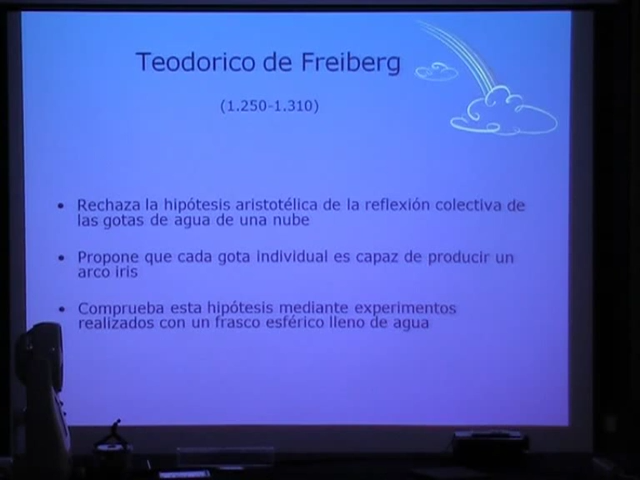 Teodorico de Freiberg
(1.250-1.310)
• Rechaza la hipótesis aristotélica de la reflexión colectiva de
las gotas de agua de una nube
• Propone que cada gota individual es capaz de producir un
arco iris
• Comprueba esta hipótesis mediante experimentos
realizados con un frasco esférico lleno de agua